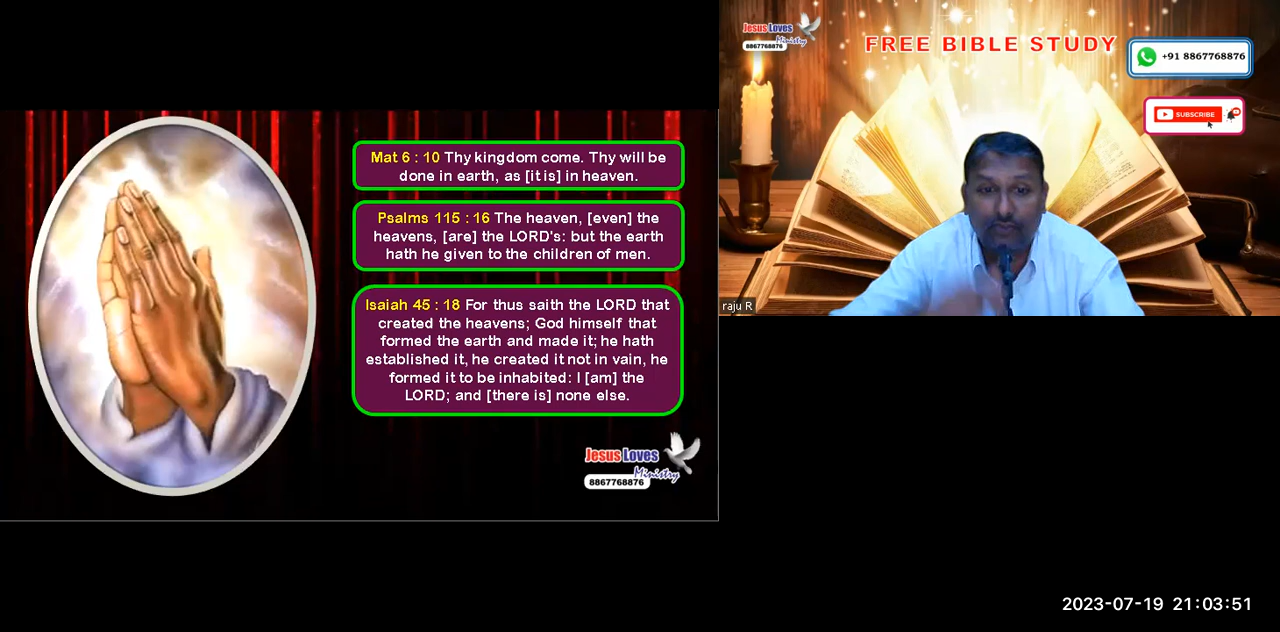 Mat 6 : 10 Thy kingdom come. Thy will be
done in earth, as [it is] in heaven.
Psalms 115 : 16 The heaven, [even] the
heavens, [are] the LORD's: but the earth
hath he given to the children of men.
Isaiah 45 : 18 For thus saith the LORD that
created the heavens; God himself that
formed the earth and made it; he hath
established it, he created it not in vain, he
formed it to be inhabited: I [am] the
LORD; and [there is] none else.
Jesus Loves
Ministry
8867768876
Jesus Loves
Ministry
8867768876
FREE BIBLE STUDY
+91 8867768876
SUBSCRIBE
raju R
2023-07-19 21:03:51